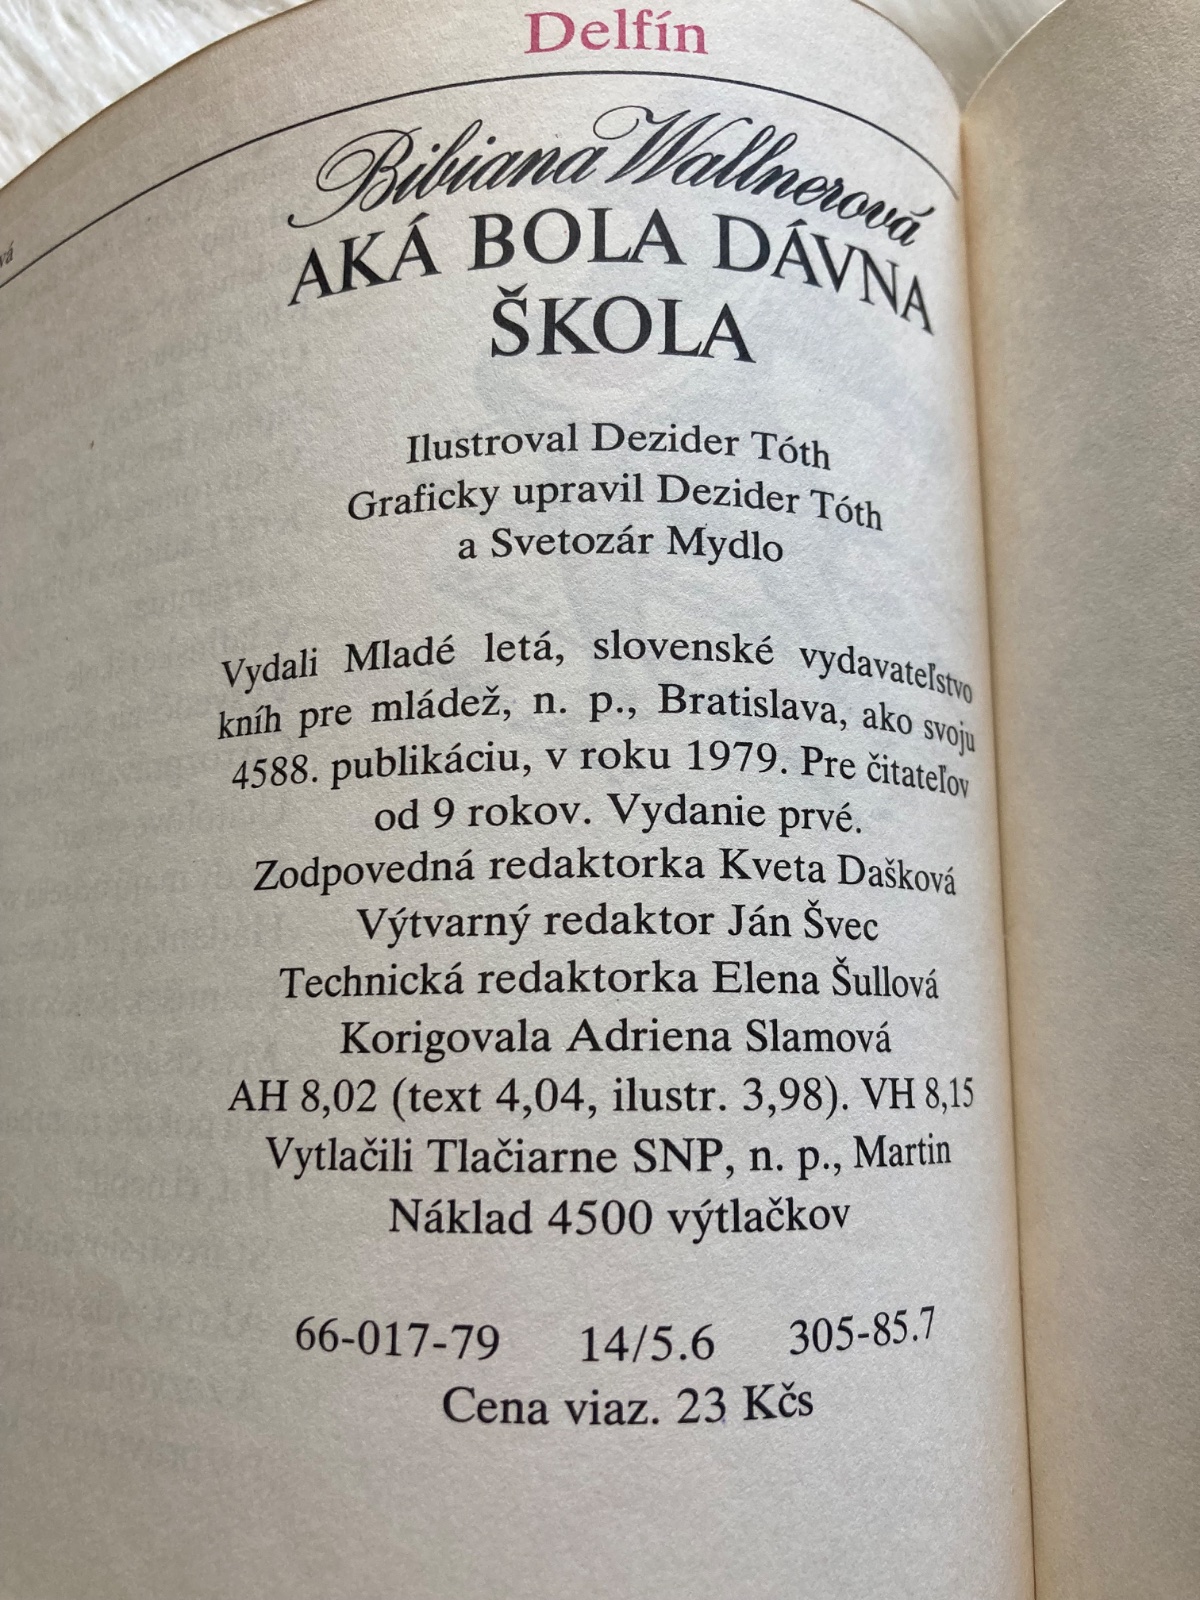 Delfín
Bibiana Wallnerová
AKÁ BOLA DÁVNA
ŠKOLA
Ilustroval Dezider Tóth
Graficky upravil Dezider Tóth
a Svetozár Mydlo
Vydali Mladé letá, slovenské vydavateľstvo
kníh pre mládež, n. p., Bratislava, ako svoju
4588. publikáciu, v roku 1979. Pre čitateľov
od 9 rokov. Vydanie prvé.
Zodpovedná redaktorka Kveta Dašková
Výtvarný redaktor Ján Švec
Technická redaktorka Elena Šullová
Korigovala Adriena Slamová
AH 8,02 (text 4,04, ilustr. 3,98). VH 8,15
Vytlačili Tlačiarne SNP, n. p., Martin
Náklad 4500 výtlačkov
66-017-79 14/5.6 305-85.7
Cena viaz. 23 Kčs